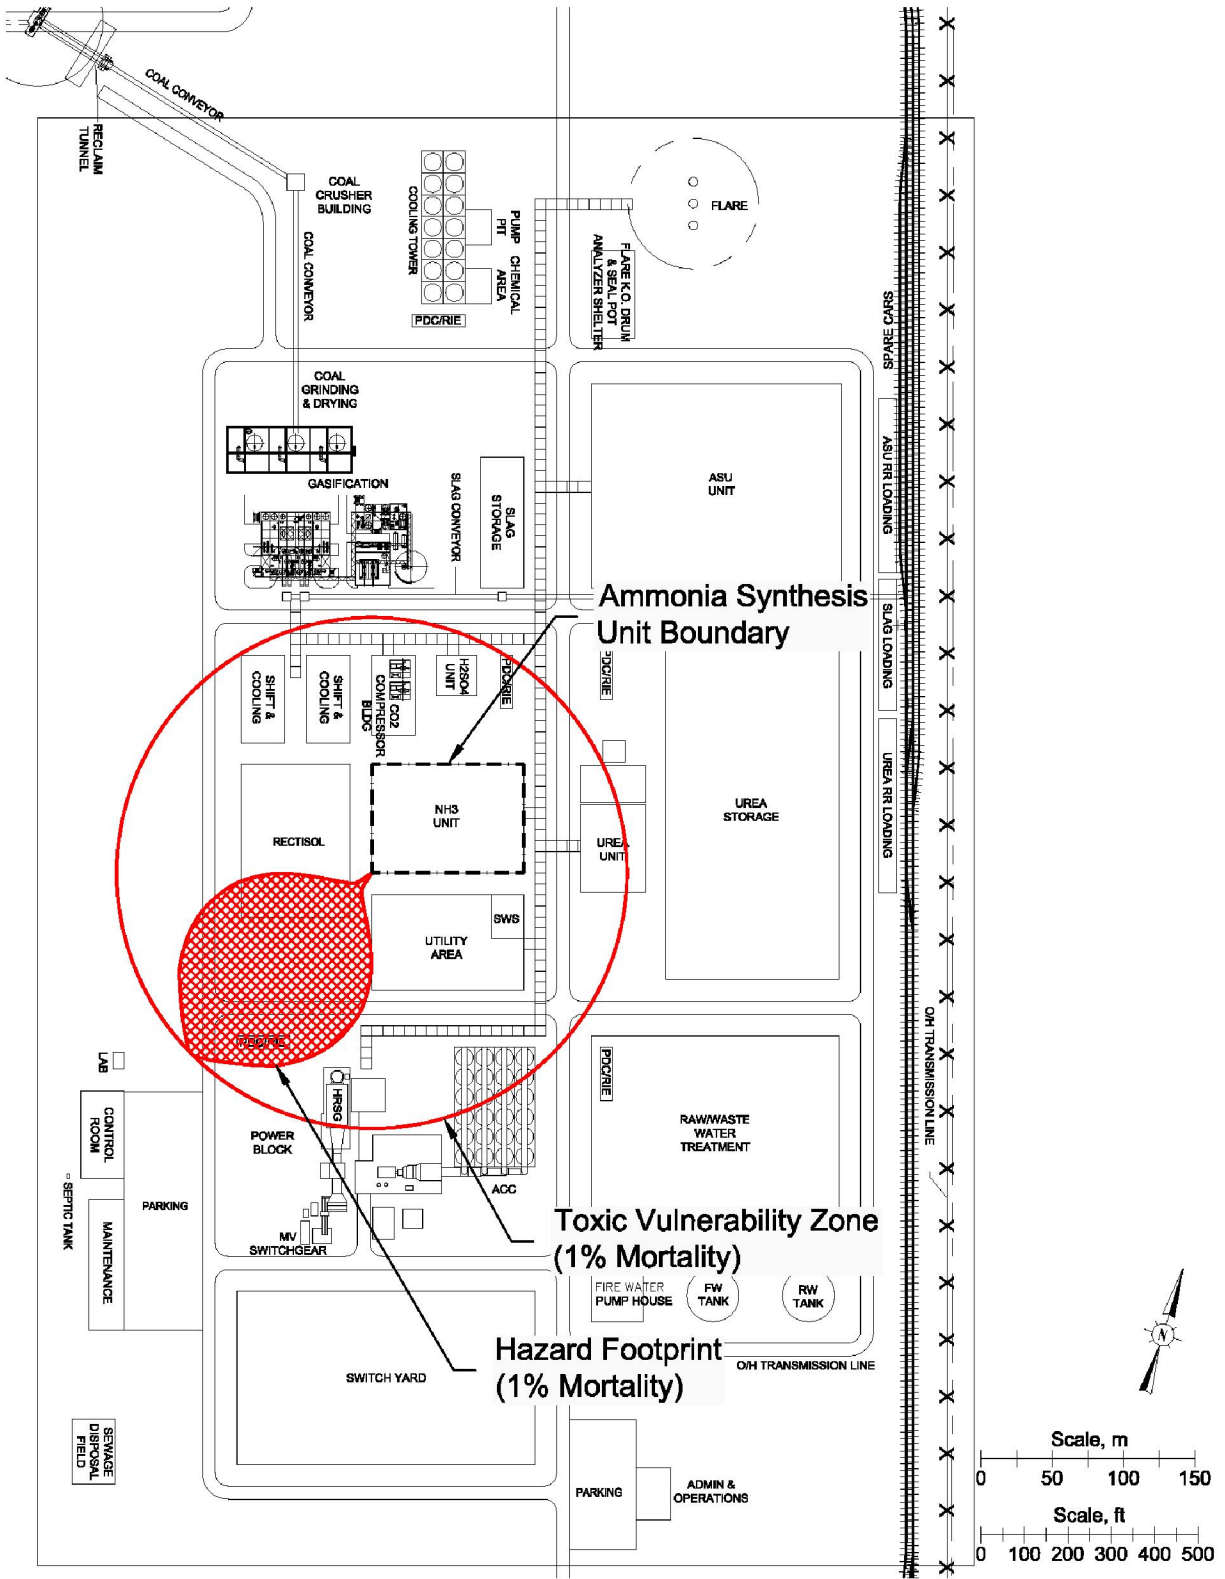 COAL CONVEYOR
RECLAIM
TUNNEL
COAL
CRUSHER
BUILDING
COAL CONVEYOR
COOLING TOWER
PUMP
PIT
CHEMICAL
AREA
PDC/RIE
FLARE
FLARE K.O. DRUM
& SEAL POT
ANALYZER SHELTER
SPARE CARS
COAL
GRINDING
& DRYING
GASIFICATION
SLAG CONVEYOR
SLAG
STORAGE
ASU
UNIT
ASU RR LOADING
Ammonia Synthesis
Unit Boundary
SLAG LOADING
SHIFT &
COOLING
SHIFT &
COOLING
CO2
COMPRESSOR
BLDG
H2SO4
UNIT
PDC/RIE
PDC/RIE
UREA RR LOADING
RECTISOL
NH3
UNIT
UREA
UNIT
UREA
STORAGE
SWS
UTILITY
AREA
O/H TRANSMISSION LINE
LAB
CONTROL
ROOM
HRSG
POWER
BLOCK
PDC/RIE
RAW/WASTE
WATER
TREATMENT
ACC
SEPTIC TANK
MAINTENANCE
PARKING
MV
SWITCHGEAR
Toxic Vulnerability Zone
(1% Mortality)
FIRE WATER
PUMP HOUSE
FW
TANK
RW
TANK
Hazard Footprint
(1% Mortality)
O/H TRANSMISSION LINE
SWITCH YARD
N
SEWAGE
DISPOSAL
FIELD
PARKING
ADMIN &
OPERATIONS
Scale, m
0 50 100 150
Scale, ft
0 100 200 300 400 500